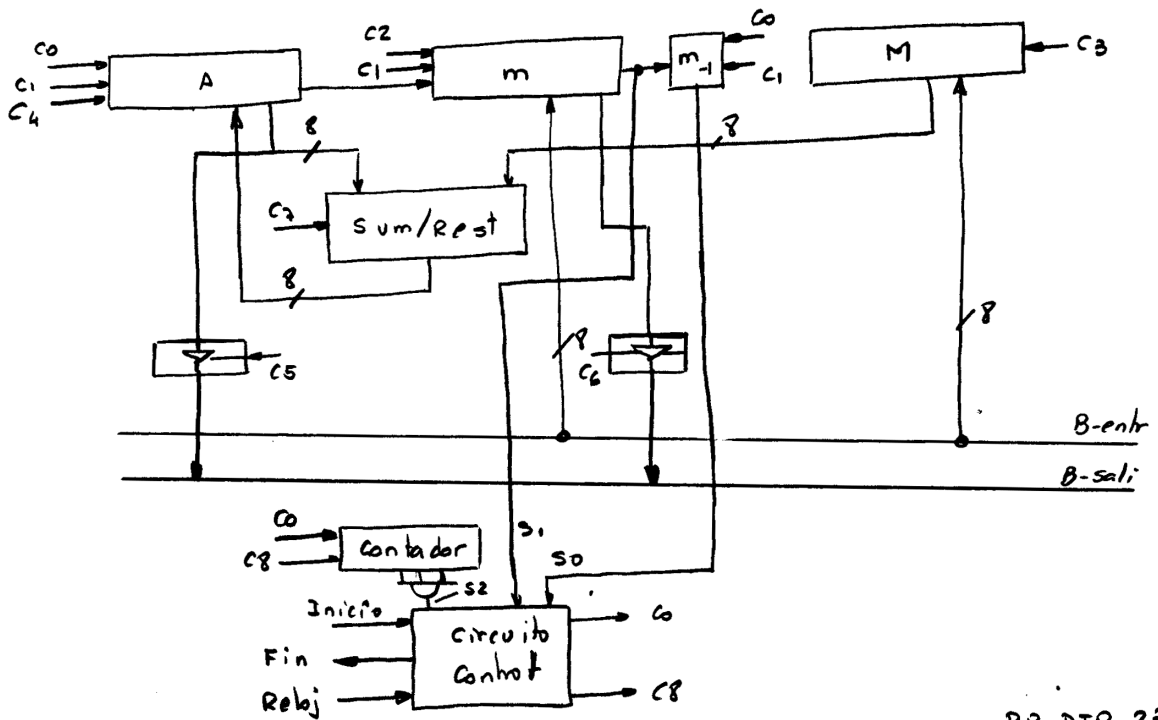 C0
C1
C4
A
C2
C1
m
m-1
C0
C1
M
C3
8
8
C7
Sum/Rest
8
8
8
C5
C6
B-entr
B-sali
C0
C8
Contador
S1
S0
S2
Inicio
Fin
Reloj
Circuito
Control
C0
C8